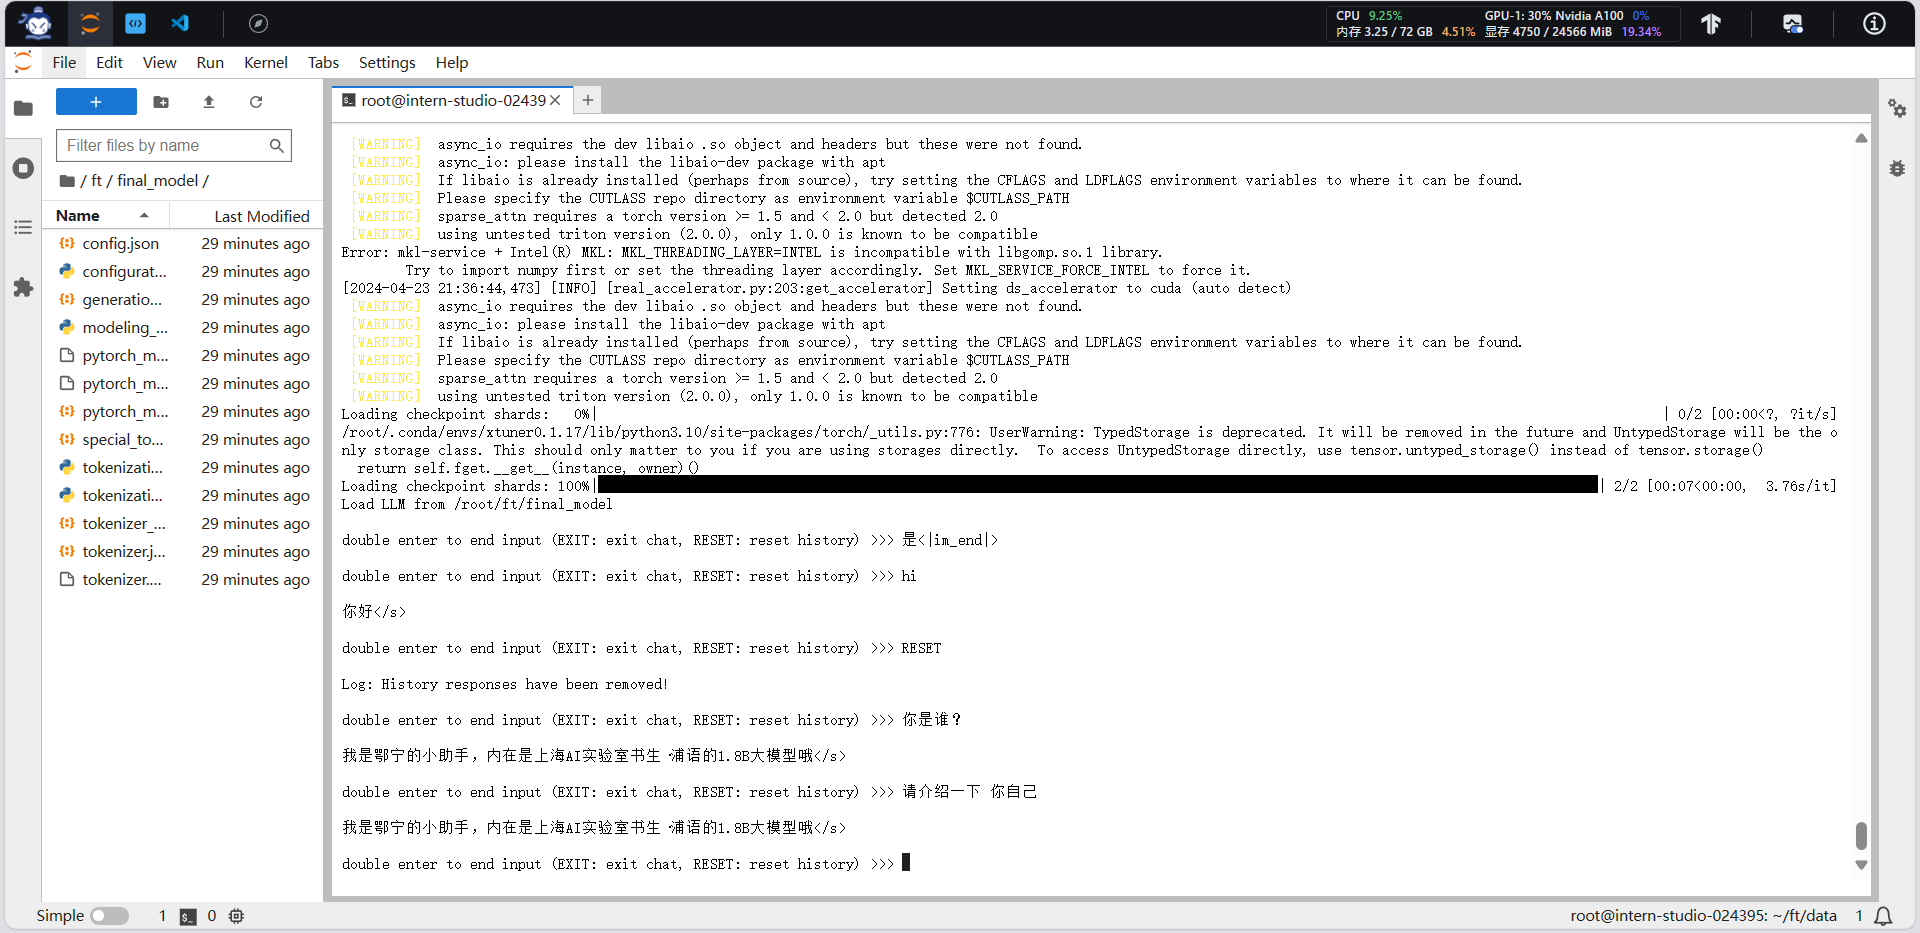 CPU 9.25% GPU-1: 30% Nvidia A100 0%
内存 3.25 / 72 GB 4.51% 显存 4750 / 24566 MiB 19.34%
File Edit View Run Kernel Tabs Settings Help
+
root@intern-studio-02439
Filter files by name
/ ft / final_model /
Name Last Modified
config.json 29 minutes ago
configurat... 29 minutes ago
generatio... 29 minutes ago
modeling_... 29 minutes ago
pytorch_m... 29 minutes ago
pytorch_m... 29 minutes ago
pytorch_m... 29 minutes ago
special_to... 29 minutes ago
tokenizati... 29 minutes ago
tokenizati... 29 minutes ago
tokenizer_... 29 minutes ago
tokenizer.j... 29 minutes ago
tokenizer.... 29 minutes ago
[WARNING] async_io requires the dev libaio .so object and headers but these were not found.
[WARNING] async_io: please install the libaio-dev package with apt
[WARNING] If libaio is already installed (perhaps from source), try setting the CFLAGS and LDFLAGS environment variables to where it can be found.
[WARNING] Please specify the CUTLASS repo directory as environment variable $CUTLASS_PATH
[WARNING] sparse_attn requires a torch version >= 1.5 and < 2.0 but detected 2.0
[WARNING] using untested triton version (2.0.0), only 1.0.0 is known to be compatible
Error: mkl-service + Intel(R) MKL: MKL_THREADING_LAYER=INTEL is incompatible with libgomp.so.1 library.
Try to import numpy first or set the threading layer accordingly. Set MKL_SERVICE_FORCE_INTEL to force it.
[2024-04-23 21:36:44,473] [INFO] [real_accelerator.py:203:get_accelerator] Setting ds_accelerator to cuda (auto detect)
[WARNING] async_io requires the dev libaio .so object and headers but these were not found.
[WARNING] async_io: please install the libaio-dev package with apt
[WARNING] If libaio is already installed (perhaps from source), try setting the CFLAGS and LDFLAGS environment variables to where it can be found.
[WARNING] Please specify the CUTLASS repo directory as environment variable $CUTLASS_PATH
[WARNING] sparse_attn requires a torch version >= 1.5 and < 2.0 but detected 2.0
[WARNING] using untested triton version (2.0.0), only 1.0.0 is known to be compatible
Loading checkpoint shards: 0%| | 0/2 [00:00<?, ?it/s]
/root/.conda/envs/xtuner0.1.17/lib/python3.10/site-packages/torch/_utils.py:776: UserWarning: TypedStorage is deprecated. It will be removed in the future and UntypedStorage will be the o
nly storage class. This should only matter to you if you are using storages directly. To access UntypedStorage directly, use tensor.untyped_storage() instead of tensor.storage()
return self.fget.__get__(instance, owner)()
Loading checkpoint shards: 100%| | 2/2 [00:07<00:00, 3.76s/it]
Load LLM from /root/ft/final_model
double enter to end input (EXIT: exit chat, RESET: reset history) >>> 是<|im_end|>
double enter to end input (EXIT: exit chat, RESET: reset history) >>> hi
你好</s>
double enter to end input (EXIT: exit chat, RESET: reset history) >>> RESET
Log: History responses have been removed!
double enter to end input (EXIT: exit chat, RESET: reset history) >>> 你是谁？
我是鄂宁的小助手，内在是上海AI实验室书生·浦语的1.8B大模型哦</s>
double enter to end input (EXIT: exit chat, RESET: reset history) >>> 请介绍一下 你自己
我是鄂宁的小助手，内在是上海AI实验室书生·浦语的1.8B大模型哦</s>
double enter to end input (EXIT: exit chat, RESET: reset history) >>>
Simple 1 0 root@intern-studio-024395: ~/ft/data 1